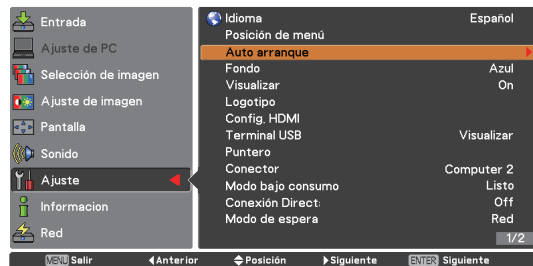 Entrada
Ajuste de PC
Selección de imagen
Ajuste de imagen
Pantalla
Sonido
Ajuste
Informacion
Red
Idioma Español
Posición de menú
Auto arranque
Fondo Azul
Visualizar On
Logotipo
Config. HDMI
Terminal USB Visualizar
Puntero
Conector Computer 2
Modo bajo consumo Listo
Conexión Direct Off
Modo de espera Red
1/2
MENU Salir Anterior Posición Siguiente ENTER Siguiente